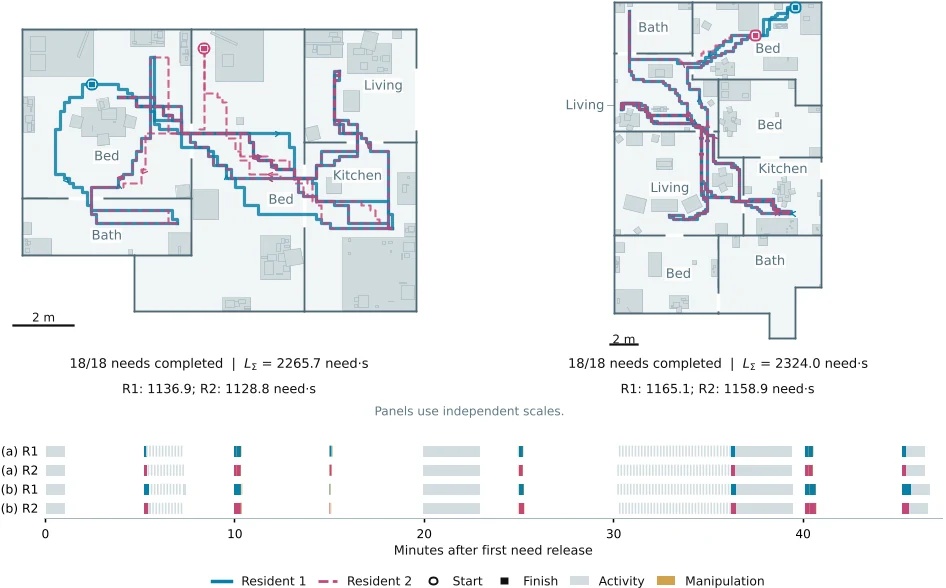 Living
Bed
Kitchen
Bed
Bath
2 m
Bath
Bed
Living
Bed
Kitchen
Living
Bath
Bed
2 m
18/18 needs completed | LΣ = 2265.7 need·s
R1: 1136.9; R2: 1128.8 need·s
18/18 needs completed | LΣ = 2324.0 need·s
R1: 1165.1; R2: 1158.9 need·s
Panels use independent scales.
(a) R1
(a) R2
(b) R1
(b) R2
0 10 20 30 40
Minutes after first need release
Resident 1 Resident 2 Start Finish Activity Manipulation